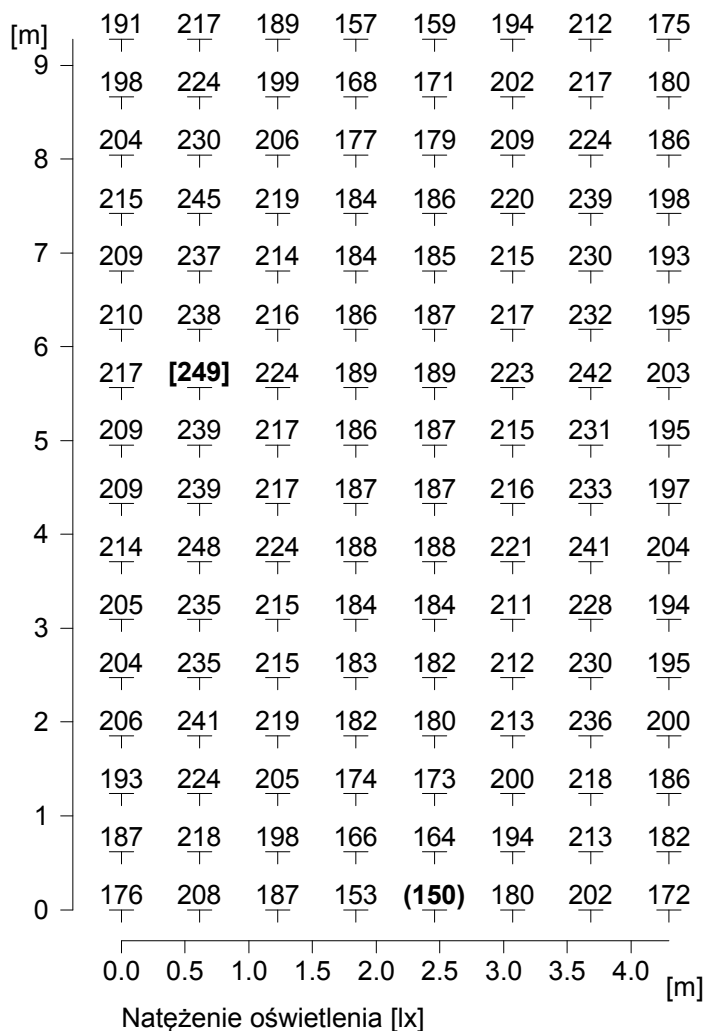 [m] 191 217 189 157 159 194 212 175
9
198 224 199 168 171 202 217 180
204 230 206 177 179 209 224 186
8
215 245 219 184 186 220 239 198
7 209 237 214 184 185 215 230 193
210 238 216 186 187 217 232 195
6
217 [249] 224 189 189 223 242 203
5 209 239 217 186 187 215 231 195
209 239 217 187 187 216 233 197
4
214 248 224 188 188 221 241 204
205 235 215 184 184 211 228 194
3
204 235 215 183 182 212 230 195
2 206 241 219 182 180 213 236 200
193 224 205 174 173 200 218 186
1
187 218 198 166 164 194 213 182
0 176 208 187 153 (150) 180 202 172
0.0 0.5 1.0 1.5 2.0 2.5 3.0 3.5 4.0 [m]
Natężenie oświetlenia [lx]